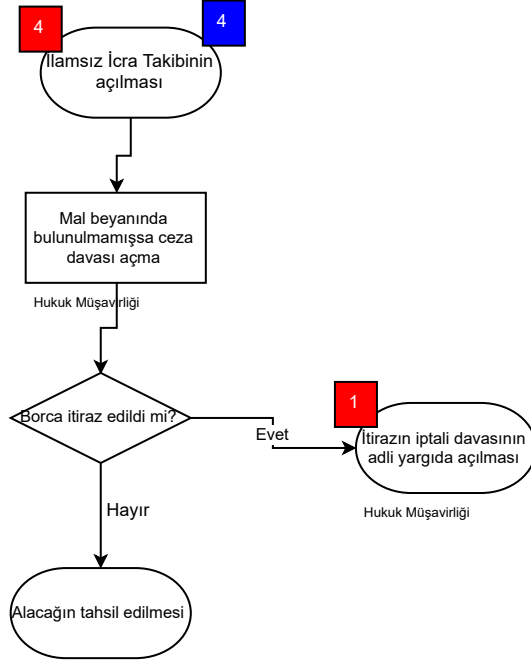 4
4
İlamsız İcra Takibinin
açılması
Mal beyanında
bulunulmamışsa ceza
davası açma
Hukuk Müşavirliği
Borca itiraz edildi mi?
Evet
1
İtirazın iptali davasının
adli yargıda açılması
Hukuk Müşavirliği
Hayır
Alacağın tahsil edilmesi